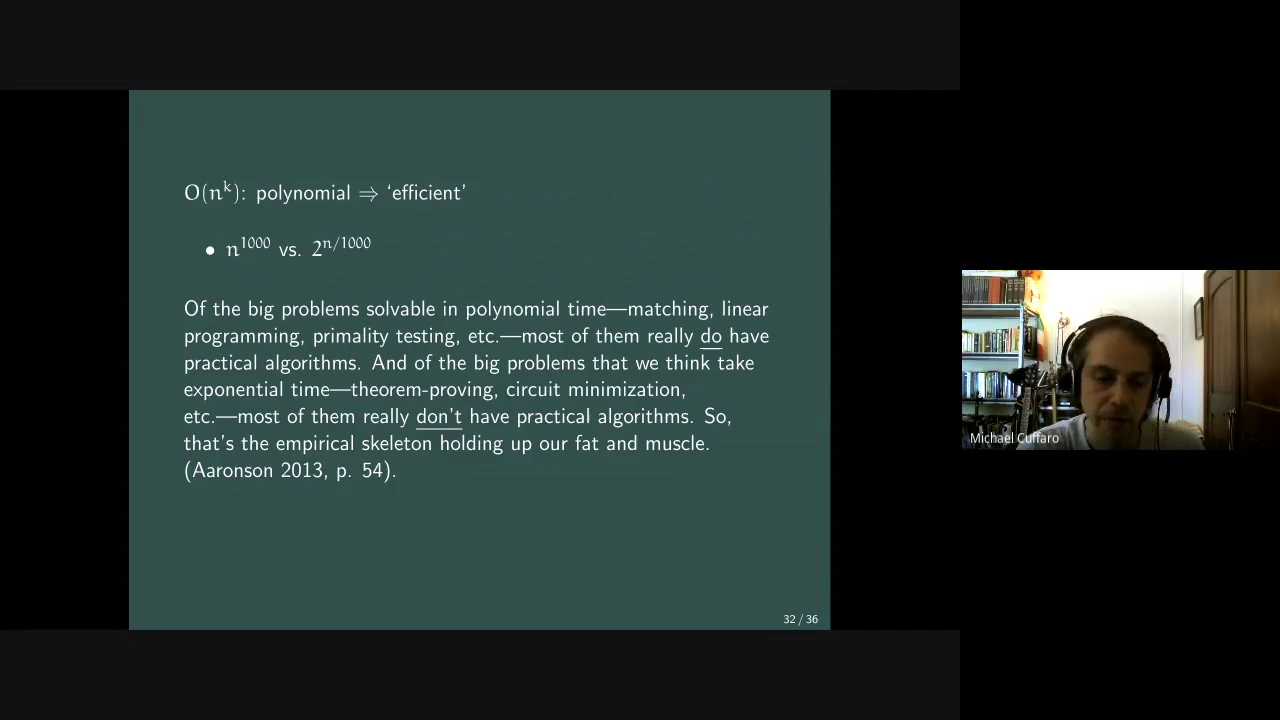 O(nᵏ): polynomial ⇒ ‘efficient’
• n¹⁰⁰⁰ vs. 2ⁿᐟ¹⁰⁰⁰
Of the big problems solvable in polynomial time—matching, linear
programming, primality testing, etc.—most of them really do have
practical algorithms. And of the big problems that we think take
exponential time—theorem-proving, circuit minimization,
etc.—most of them really don't have practical algorithms. So,
that's the empirical skeleton holding up our fat and muscle.
(Aaronson 2013, p. 54).
32 / 36
Michael Cuffaro